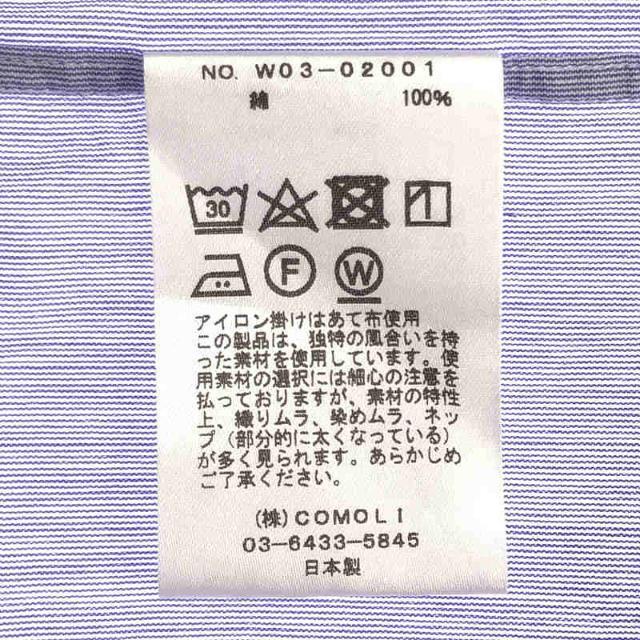 NO. W03-02001
綿 100%
30
F W
アイロン掛けはあて布使用
この製品は、独特の風合いを持
った素材を使用しています。使
用素材の選択には細心の注意を
払っておりますが、素材の特性
上、織りムラ、染めムラ、ネッ
プ（部分的に太くなっている）
が多く見られます。あらかじめ
ご了承ください。
(株)COMOLI
03-6433-5845
日本製